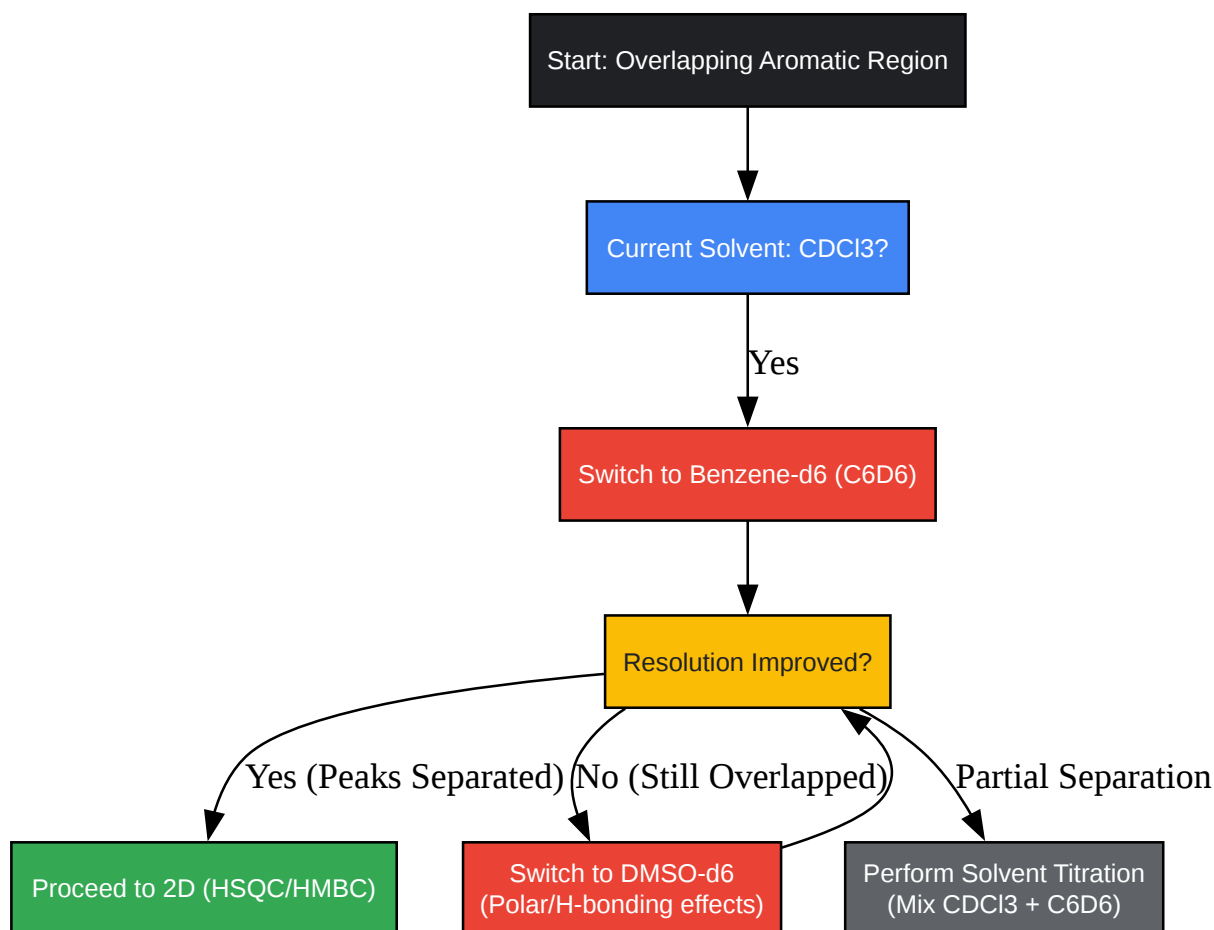 Start: Overlapping Aromatic Region
Current Solvent: CDCl3?
Yes
Switch to Benzene-d6 (C6D6)
Resolution Improved?
Yes (Peaks Separated)
No (Still Overlapped)
Partial Separation
Proceed to 2D (HSQC/HMBC)
Switch to DMSO-d6
(Polar/H-bonding effects)
Perform Solvent Titration
(Mix CDCl3 + C6D6)